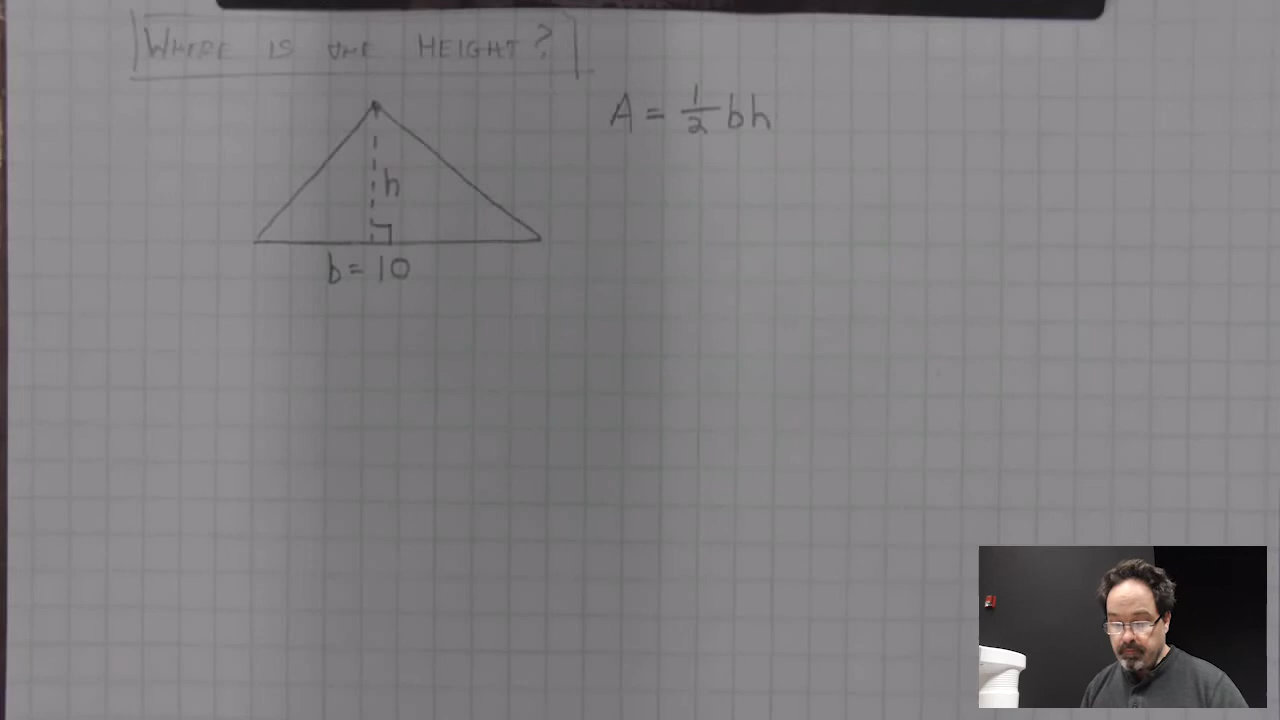 WHERE IS THE HEIGHT?
A = 1/2 bh
h
b = 10